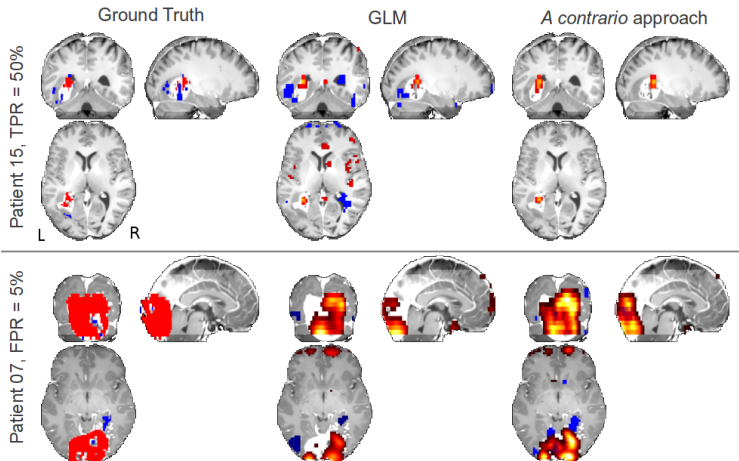 Ground Truth
GLM
A contrario approach
Patient 15, TPR = 50%
L
R
Patient 07, FPR = 5%